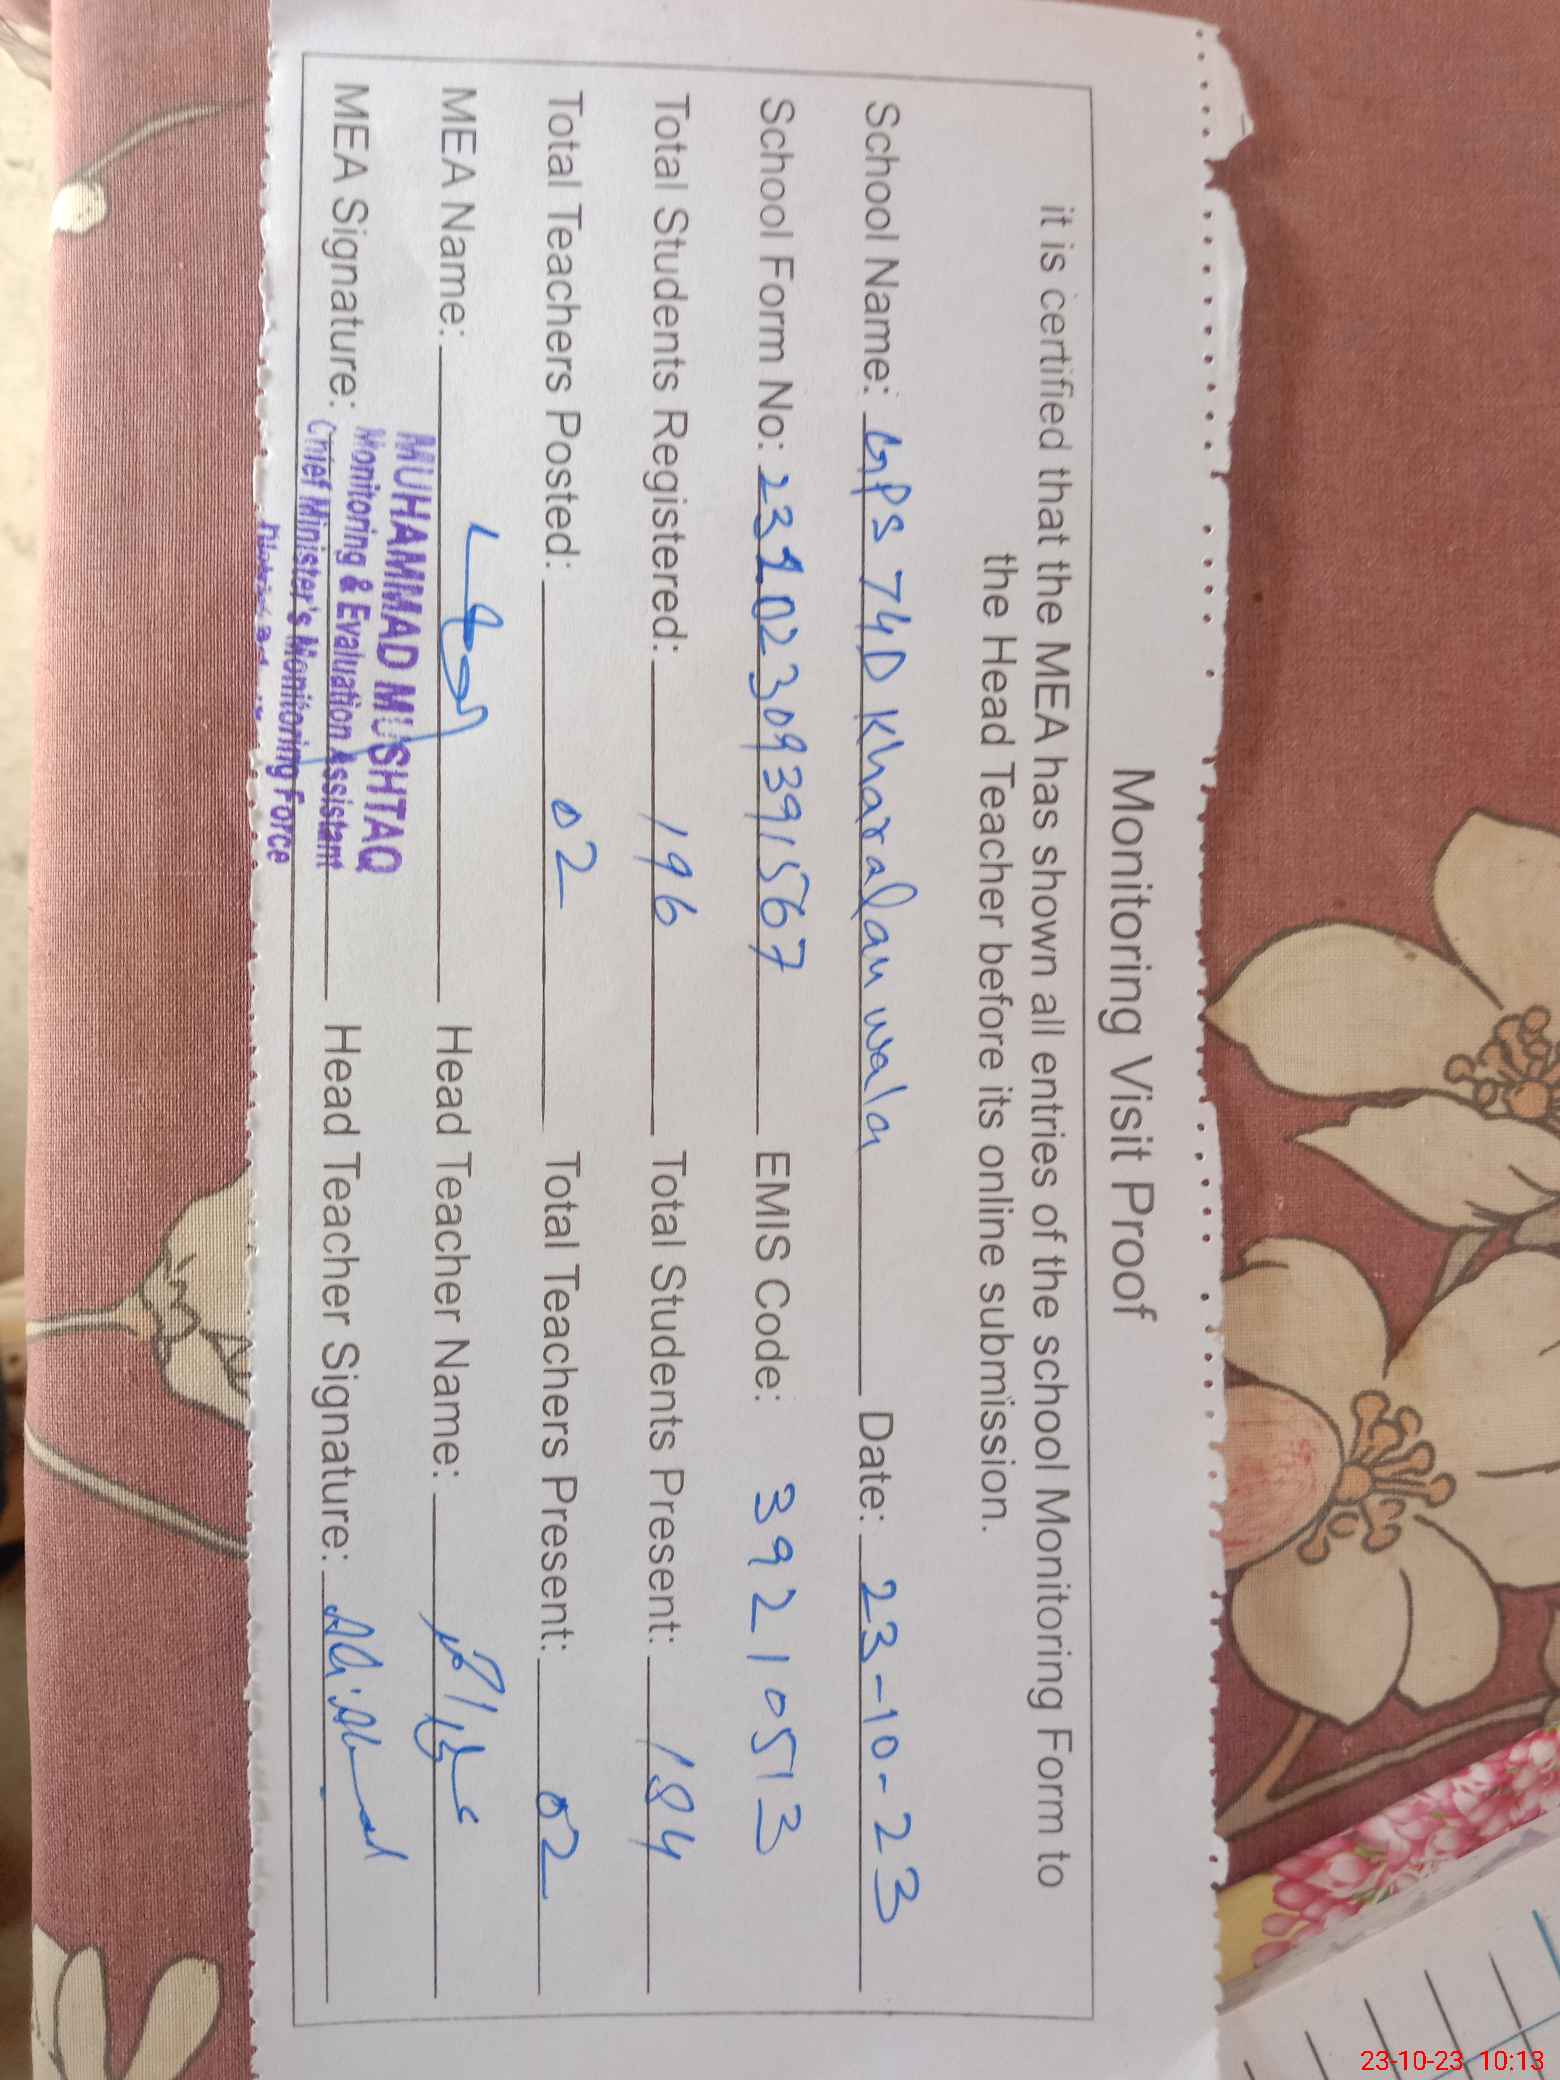 Monitoring Visit Proof
it is certified that the MEA has shown all entries of the school Monitoring Form to
the Head Teacher before its online submission.
School Name: GPS 74D Kharalan wala Date: 23-10-23
School Form No: 23102309391567 EMIS Code: 39210513
Total Students Registered: 196 Total Students Present: 184
Total Teachers Posted: 02 Total Teachers Present: 02
MEA Name: Head Teacher Name:
MEA Signature: Head Teacher Signature:
MUHAMMAD MUSHTAQ
Monitoring & Evaluation Assistant
Chief Minister's Monitoring Force
23-10-23 10:13